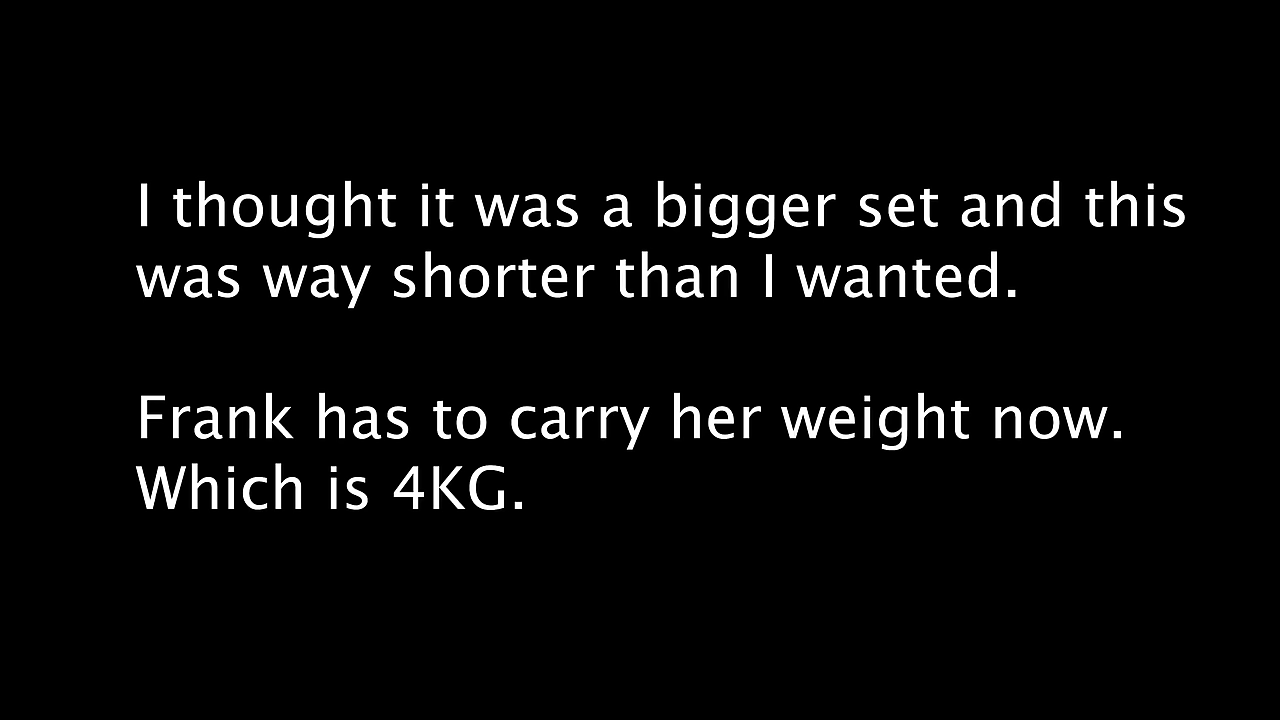 I thought it was a bigger set and this
was way shorter than I wanted.
Frank has to carry her weight now.
Which is 4KG.